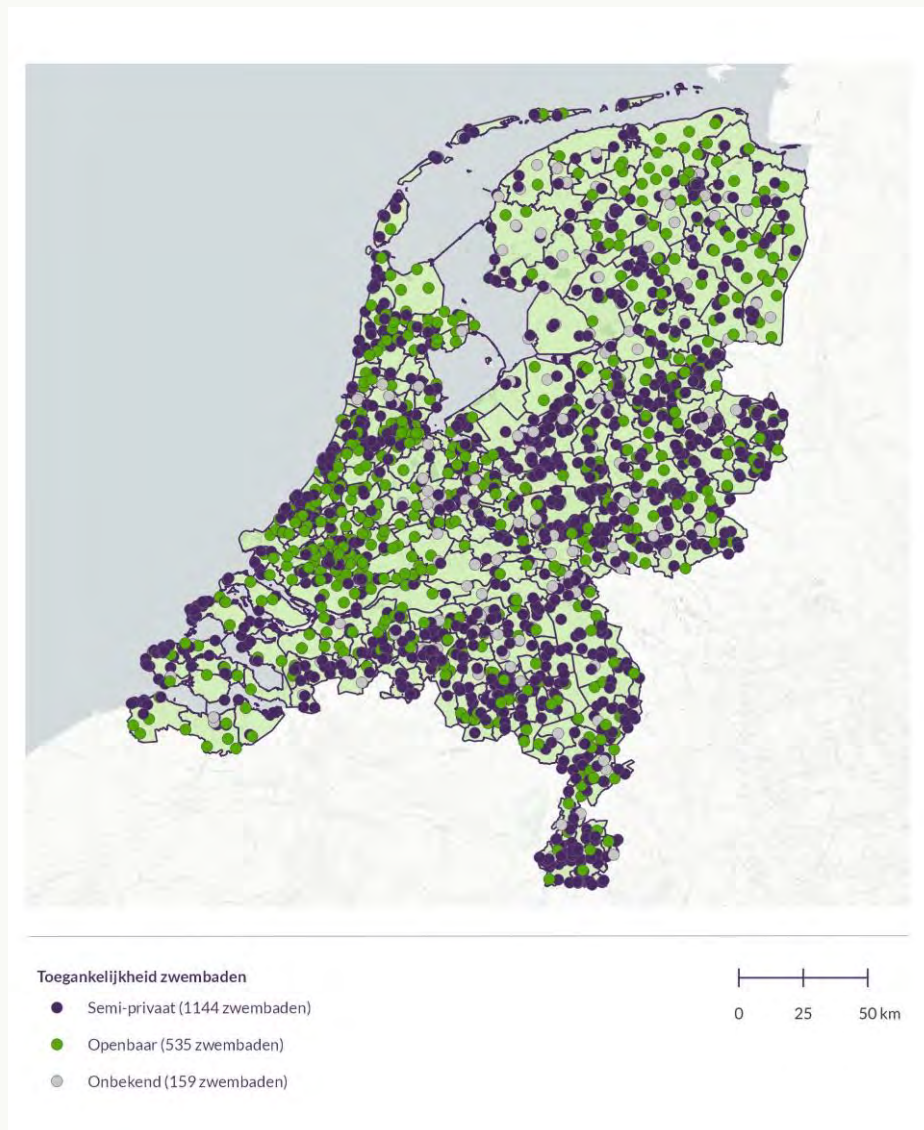 Toegankelijkheid zwembaden
Semi-privaat (1144 zwembaden)
Openbaar (535 zwembaden)
Onbekend (159 zwembaden)
0 25 50 km